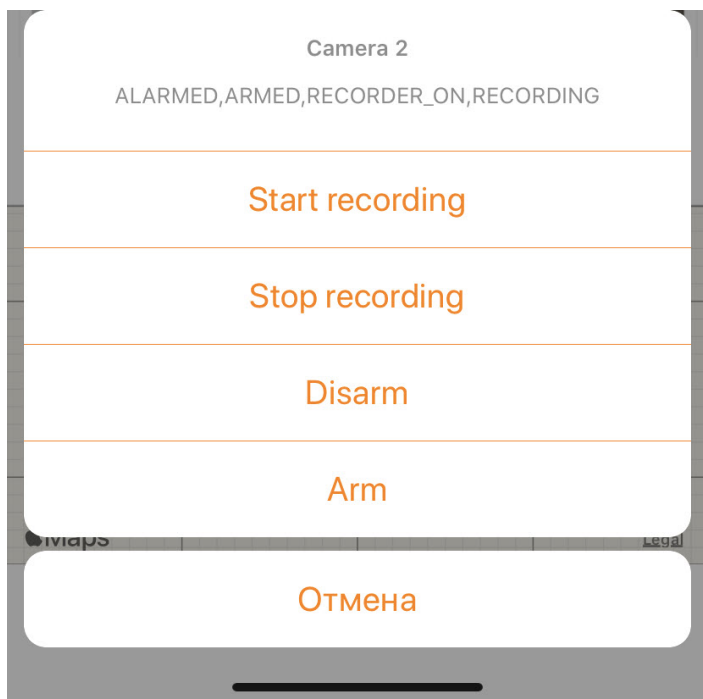 Camera 2
ALARMED,ARMED,RECORDER_ON,RECORDING
Start recording
Stop recording
Disarm
Arm
Maps
Legal
Отмена